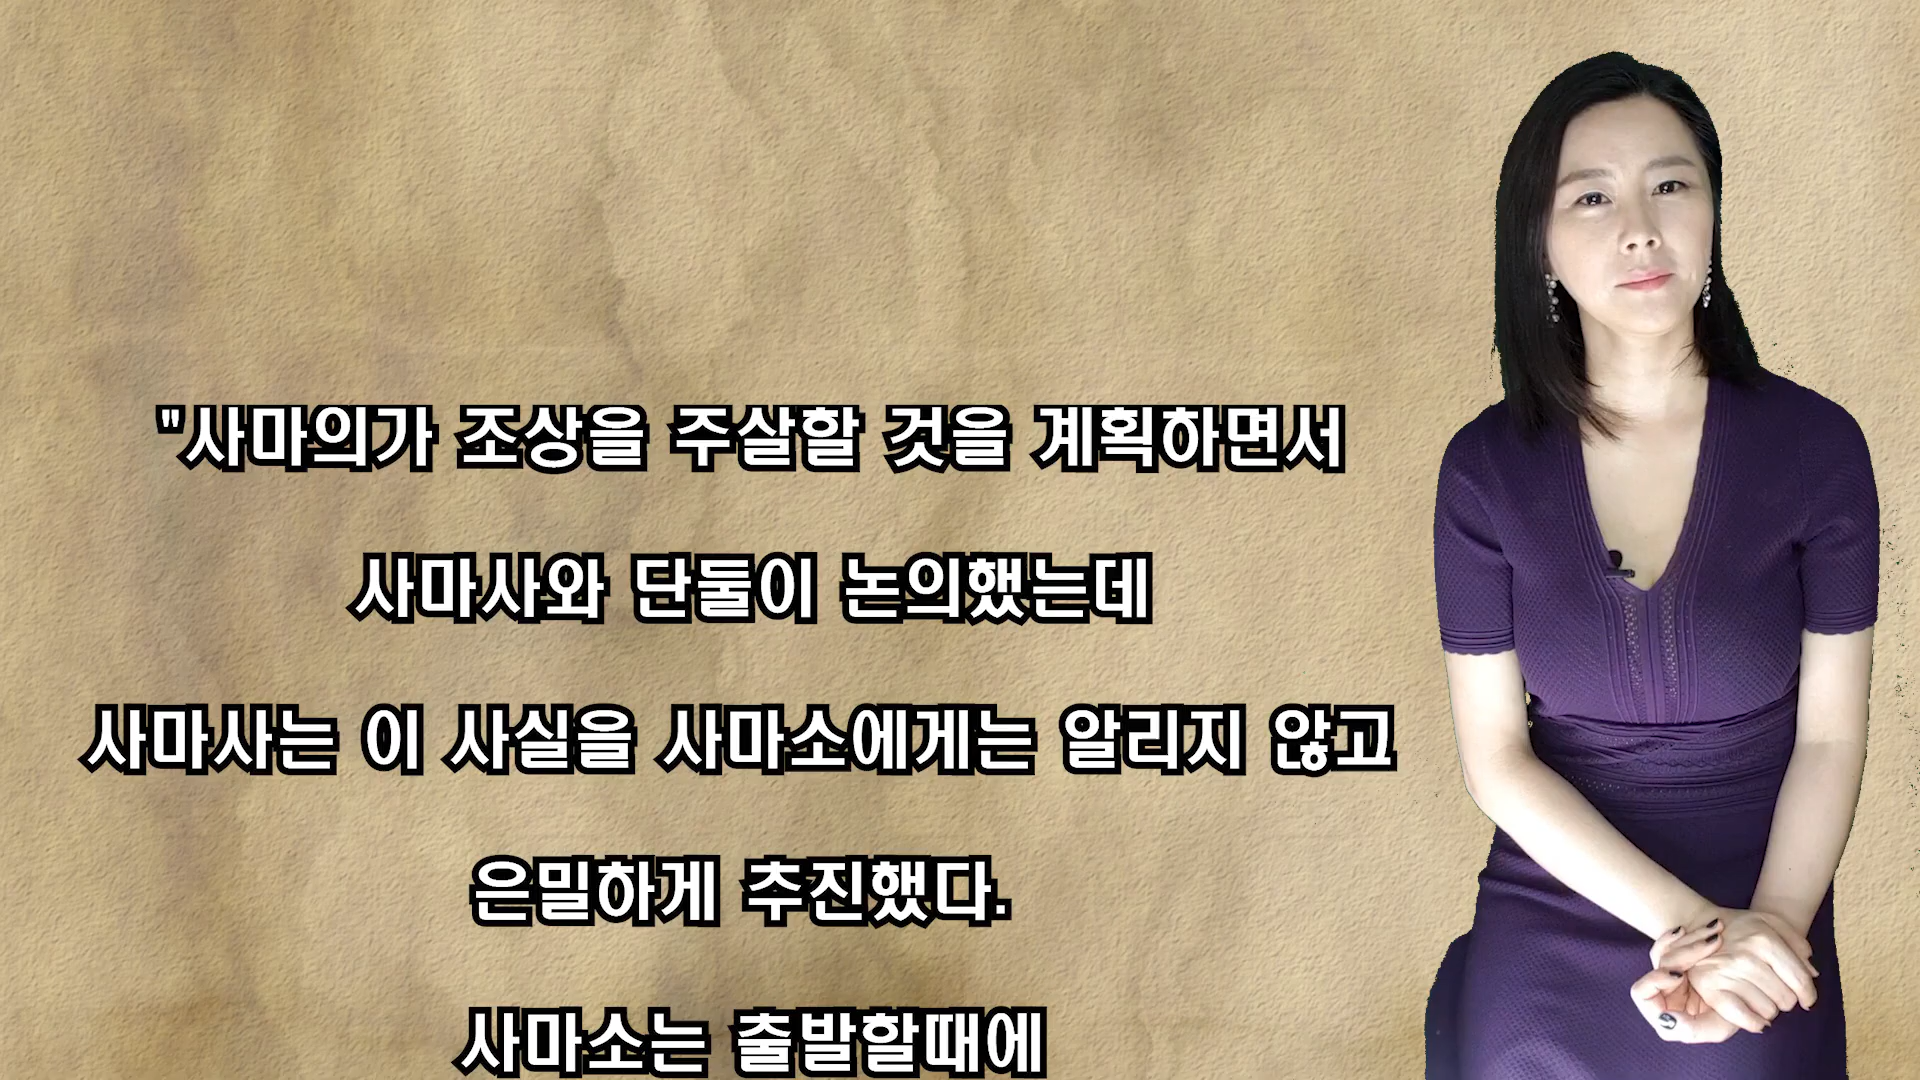 "사마의가 조상을 주살할 것을 계획하면서
사마사와 단둘이 논의했는데
사마사는 이 사실을 사마소에게는 알리지 않고
은밀하게 추진했다.
사마소는 출발할때에